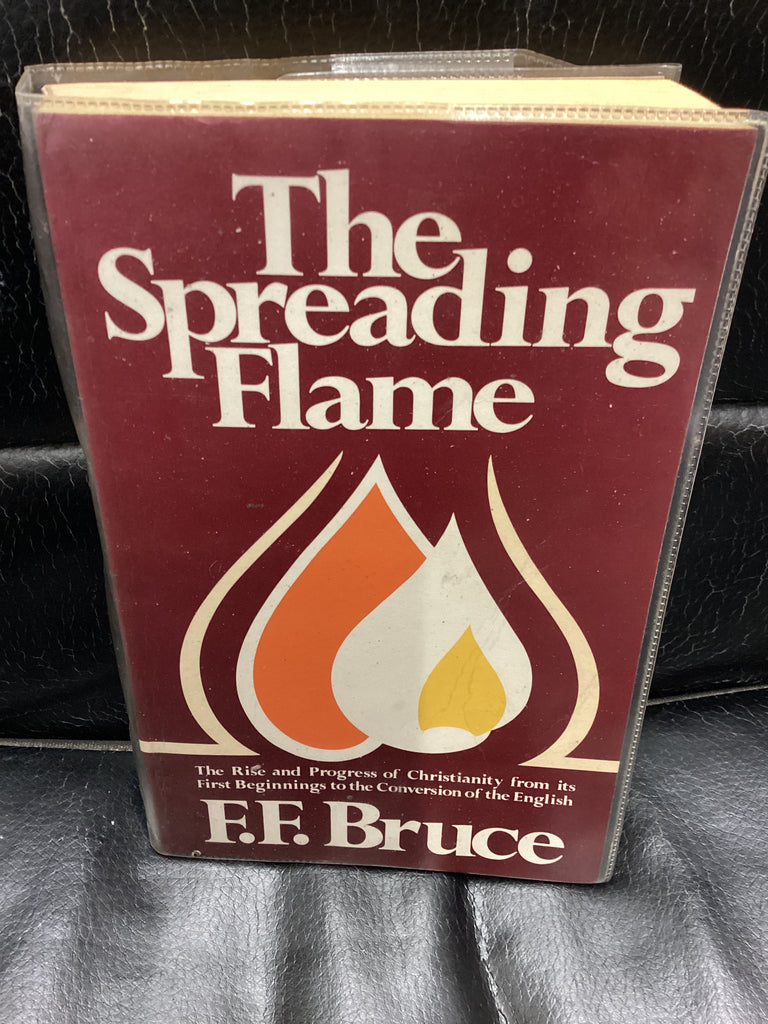 The
Spreading
Flame
The Rise and Progress of Christianity from its
First Beginnings to the Conversion of the English
F.F. Bruce